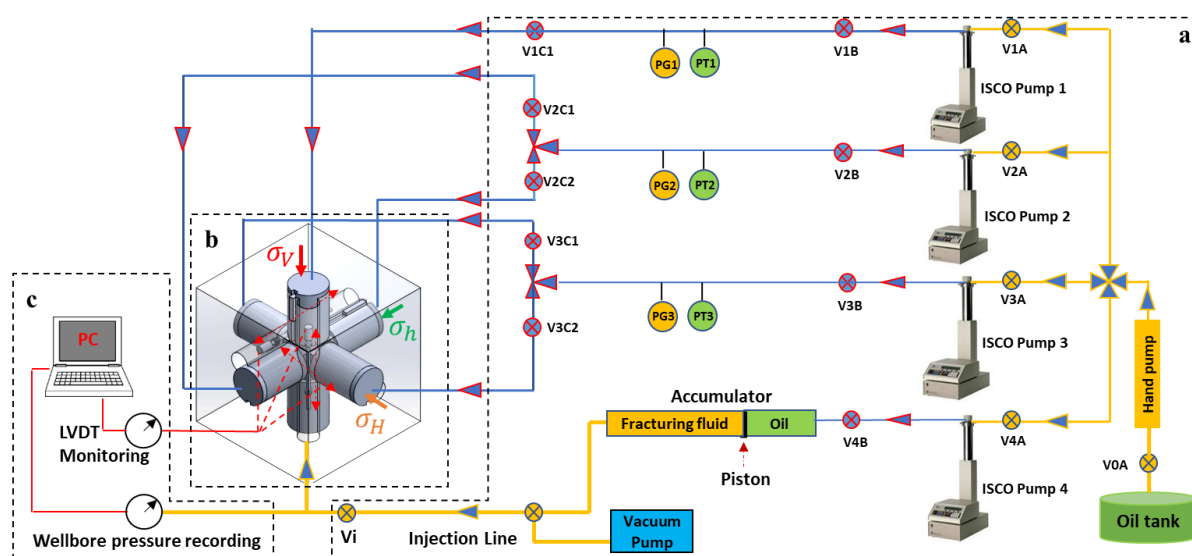 a
V1C1
PG1
PT1
V1B
V1A
ISCO Pump 1
V2C1
V2C2
PG2
PT2
V2B
V2A
ISCO Pump 2
b
σV
σh
σH
V3C1
V3C2
PG3
PT3
V3B
V3A
ISCO Pump 3
Hand pump
c
PC
LVDT
Monitoring
Accumulator
Fracturing fluid
Oil
Piston
V4B
V4A
ISCO Pump 4
V0A
Oil tank
Wellbore pressure recording
Vi
Injection Line
Vacuum
Pump